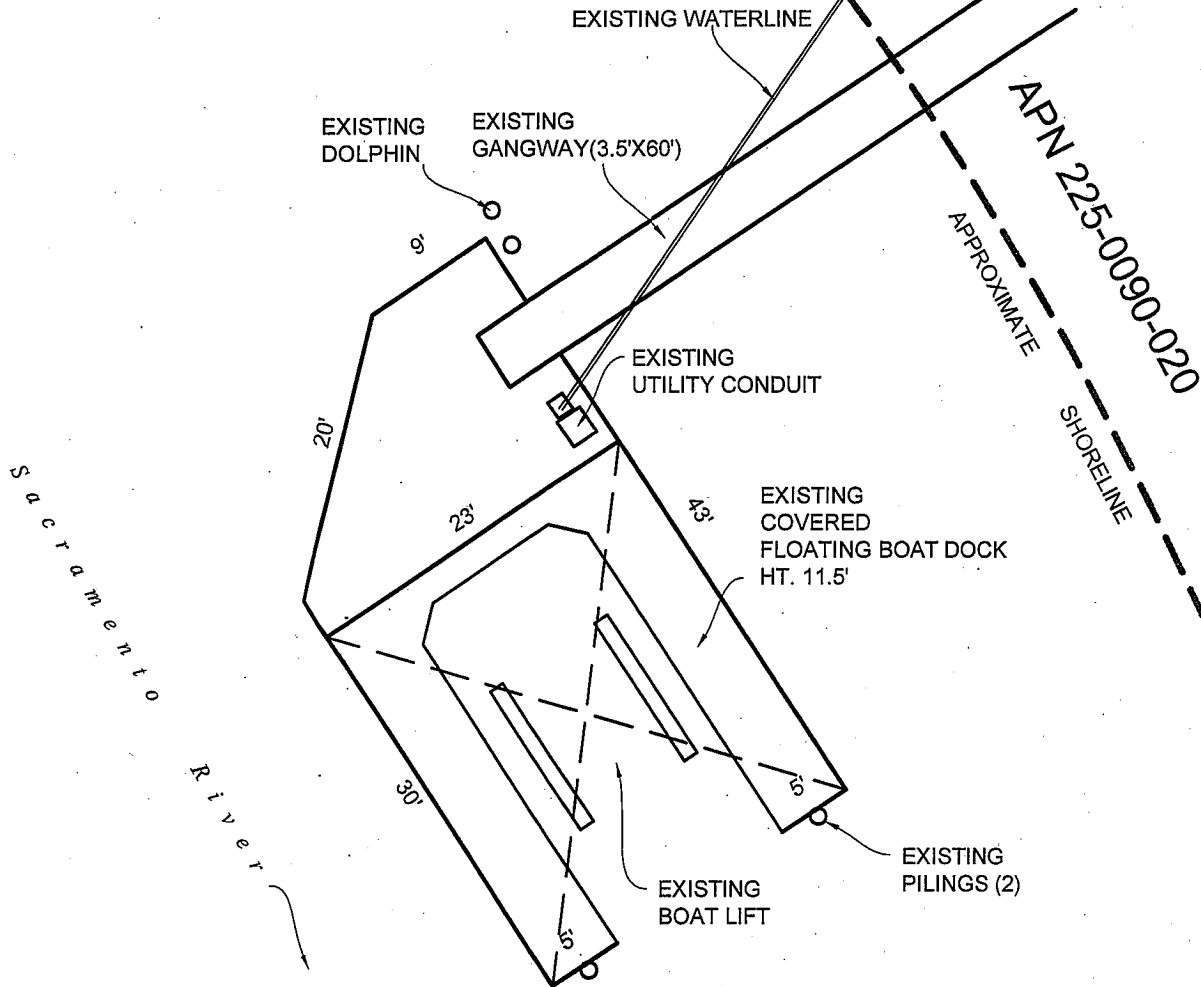 EXISTING WATERLINE
EXISTING
DOLPHIN
EXISTING
GANGWAY(3.5'X60')
APN 225-0090-020
9'
APPROXIMATE
SHORELINE
EXISTING
UTILITY CONDUIT
20'
23'
43'
EXISTING
COVERED
FLOATING BOAT DOCK
HT. 11.5'
Sacramento River
30'
5'
5'
EXISTING
PILINGS (2)
EXISTING
BOAT LIFT